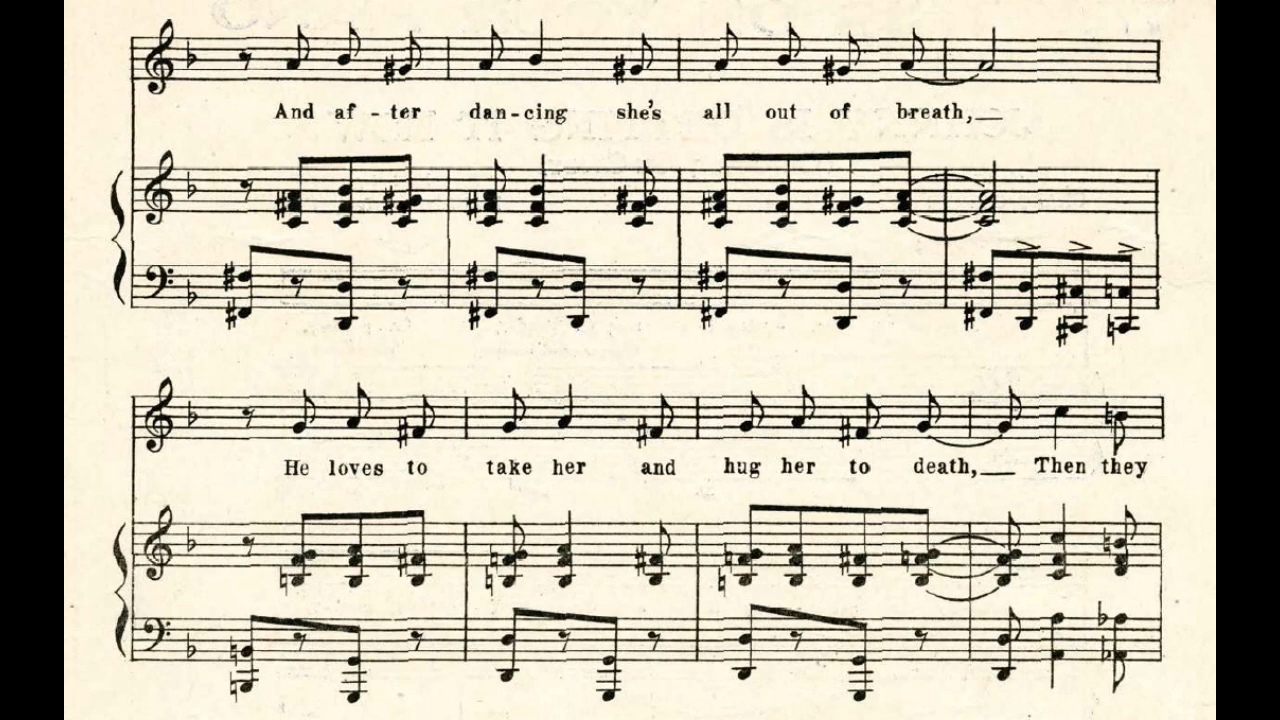 And af - ter dan - cing she's all out of breath,
He loves to take her and hug her to death, Then they